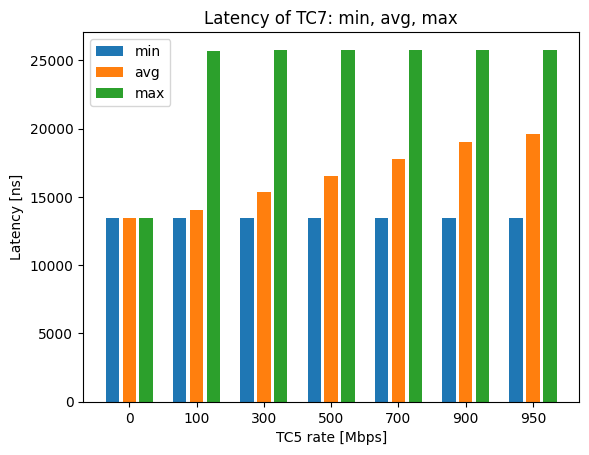 Latency of TC7: min, avg, max
min
avg
max
Latency [ns]
25000
20000
15000
10000
5000
0
0 100 300 500 700 900 950
TC5 rate [Mbps]